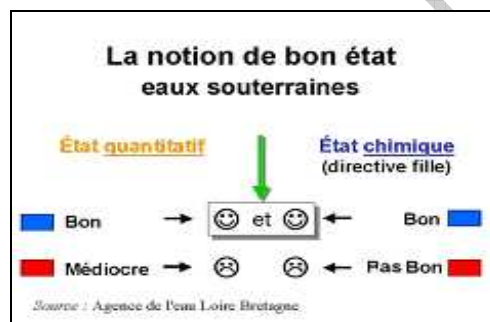 La notion de bon état
eaux souterraines
État quantitatif
État chimique
(directive fille)
Bon et Bon
Médiocre Pas Bon
Source : Agence de l'eau Loire Bretagne